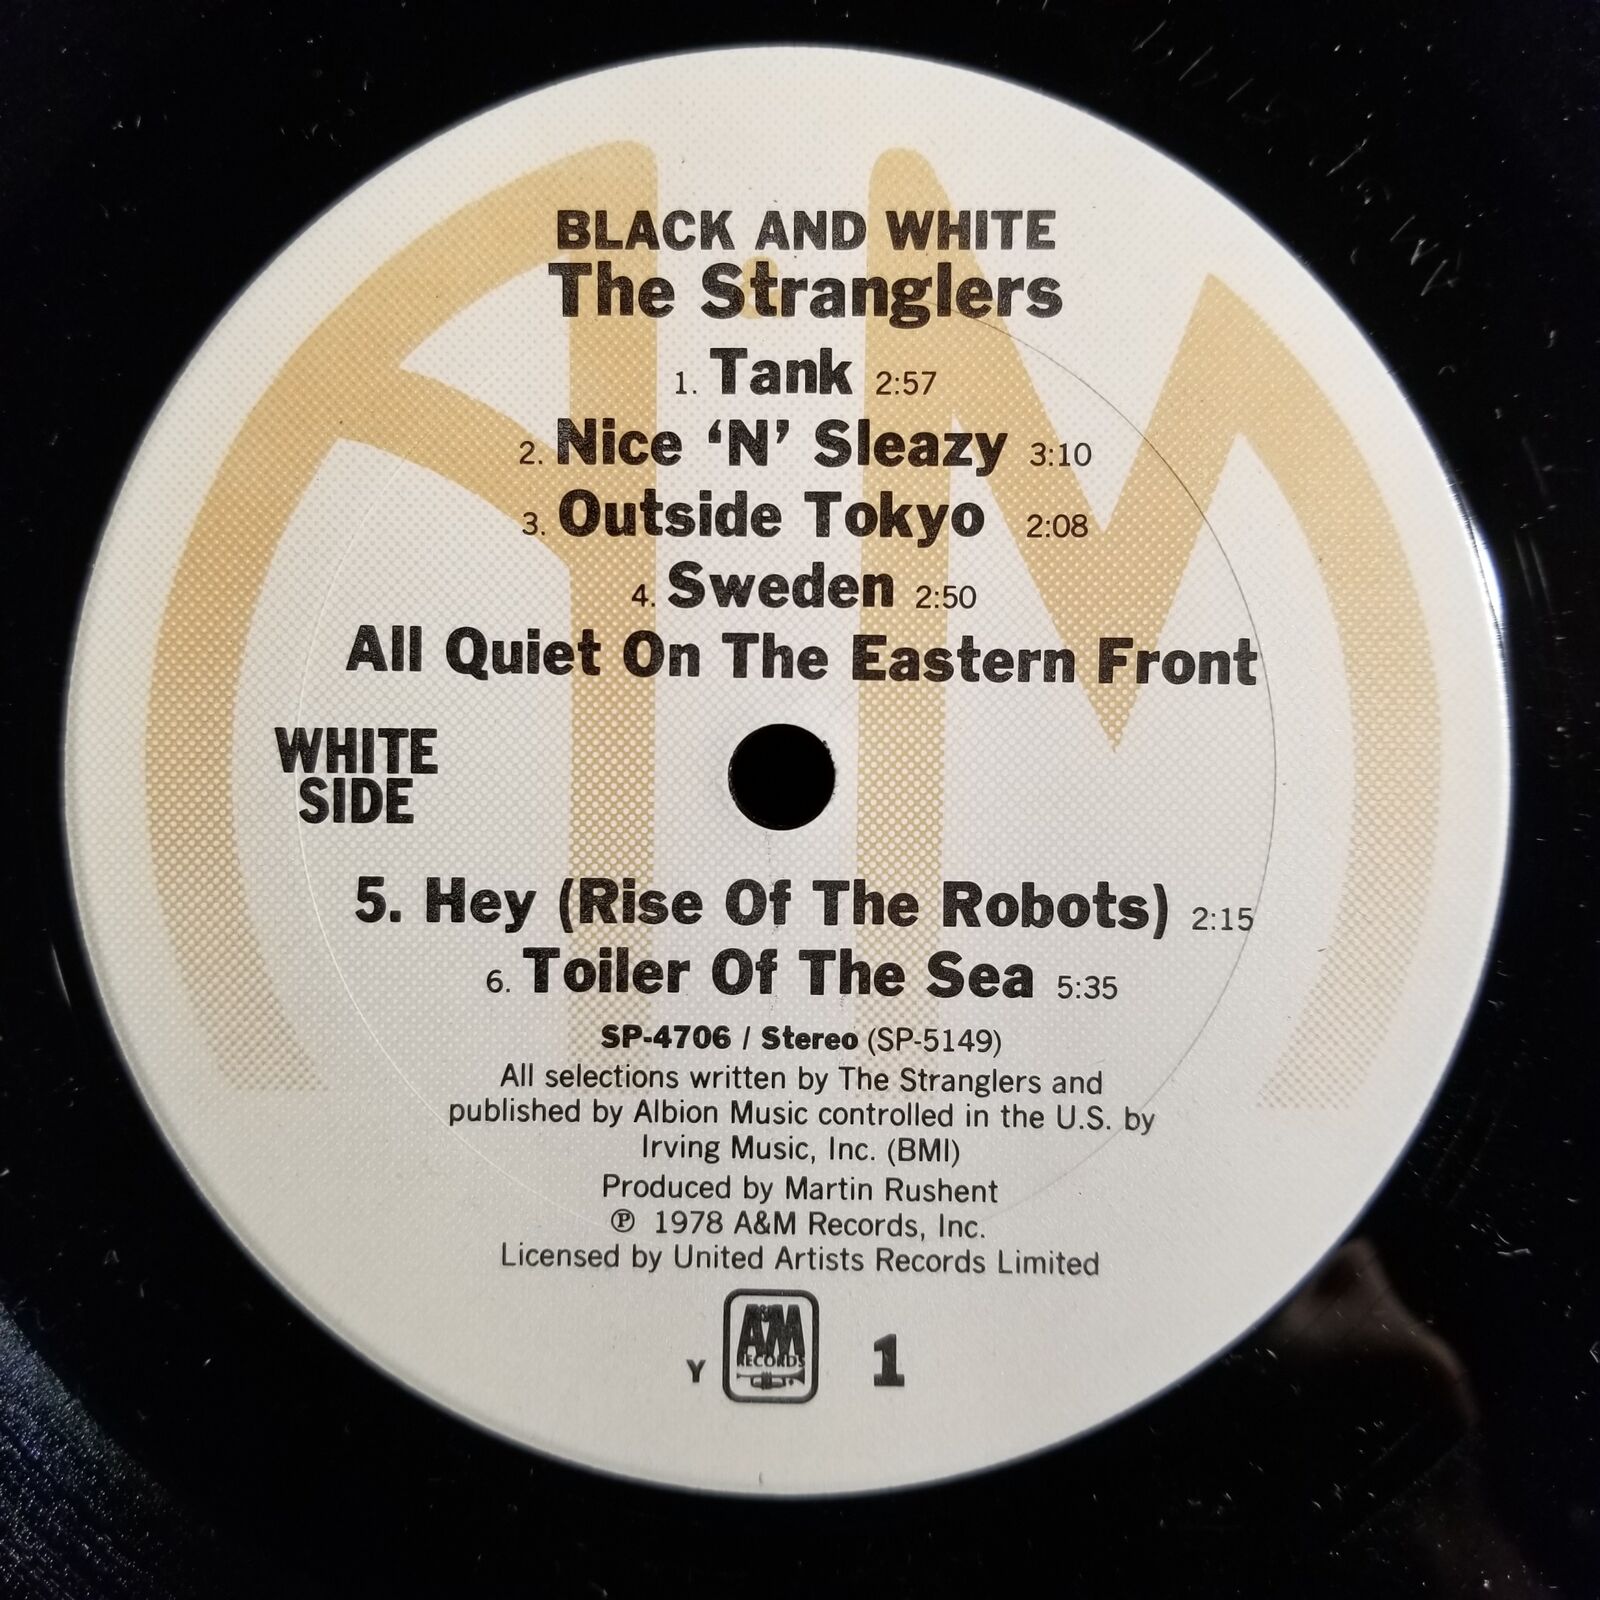 BLACK AND WHITE
The Stranglers
1. Tank 2:57
2. Nice ‘N’ Sleazy 3:10
3. Outside Tokyo 2:08
4. Sweden 2:50
All Quiet On The Eastern Front
WHITE
SIDE
5. Hey (Rise Of The Robots) 2:15
6. Toiler Of The Sea 5:35
SP-4706 / Stereo (SP-5149)
All selections written by The Stranglers and
published by Albion Music controlled in the U.S. by
Irving Music, Inc. (BMI)
Produced by Martin Rushent
℗ 1978 A&M Records, Inc.
Licensed by United Artists Records Limited
Y A&M RECORDS 1